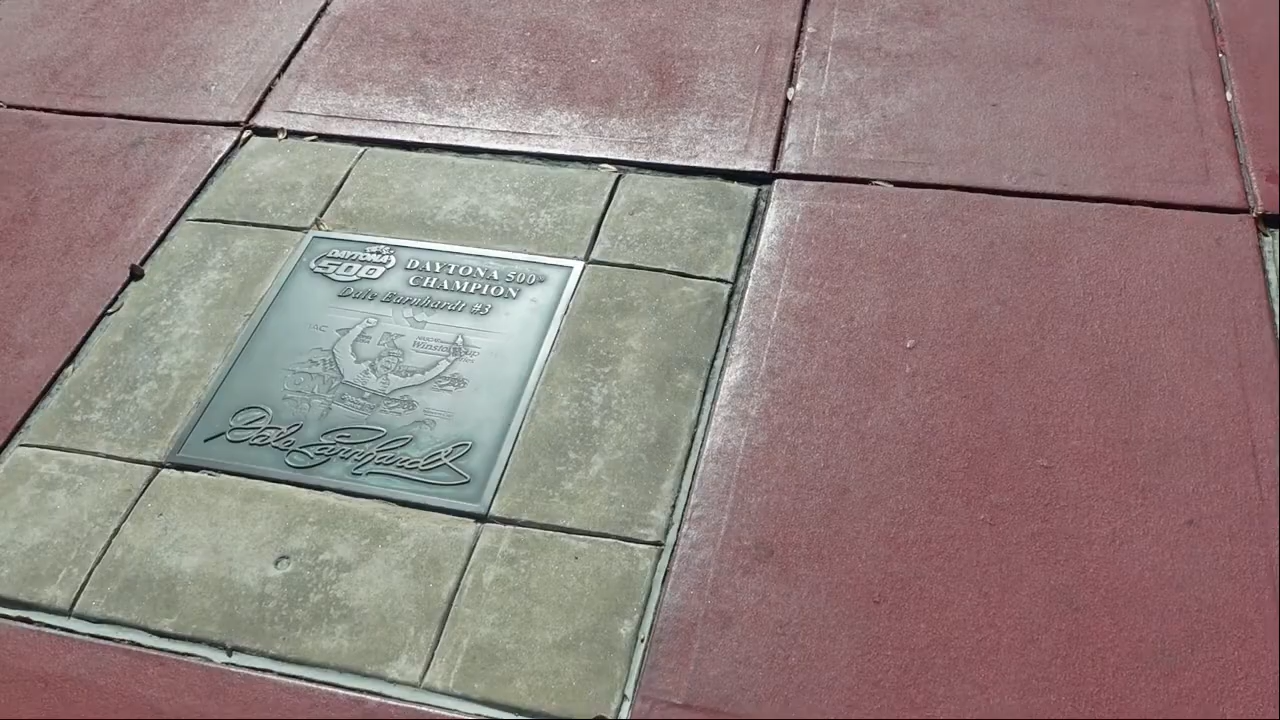 DAYTONA
500
DAYTONA 500®
CHAMPION
Dale Earnhardt #3
Winston Cup
Dale Earnhardt